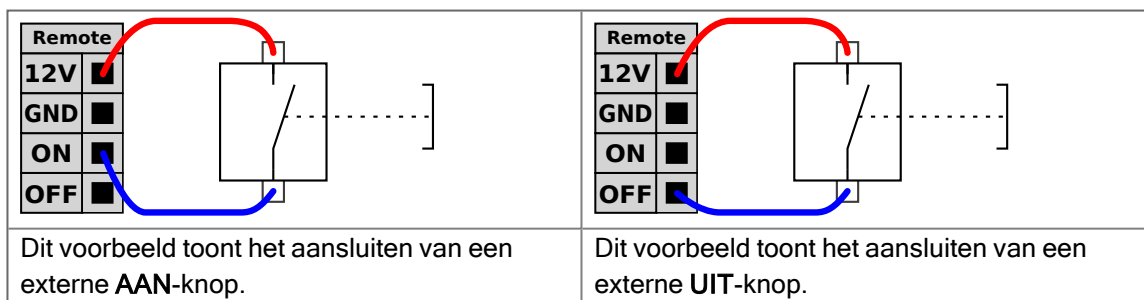 Remote
12V
GND
ON
OFF
Dit voorbeeld toont het aansluiten van een
externe AAN-knop.
Remote
12V
GND
ON
OFF
Dit voorbeeld toont het aansluiten van een
externe UIT-knop.